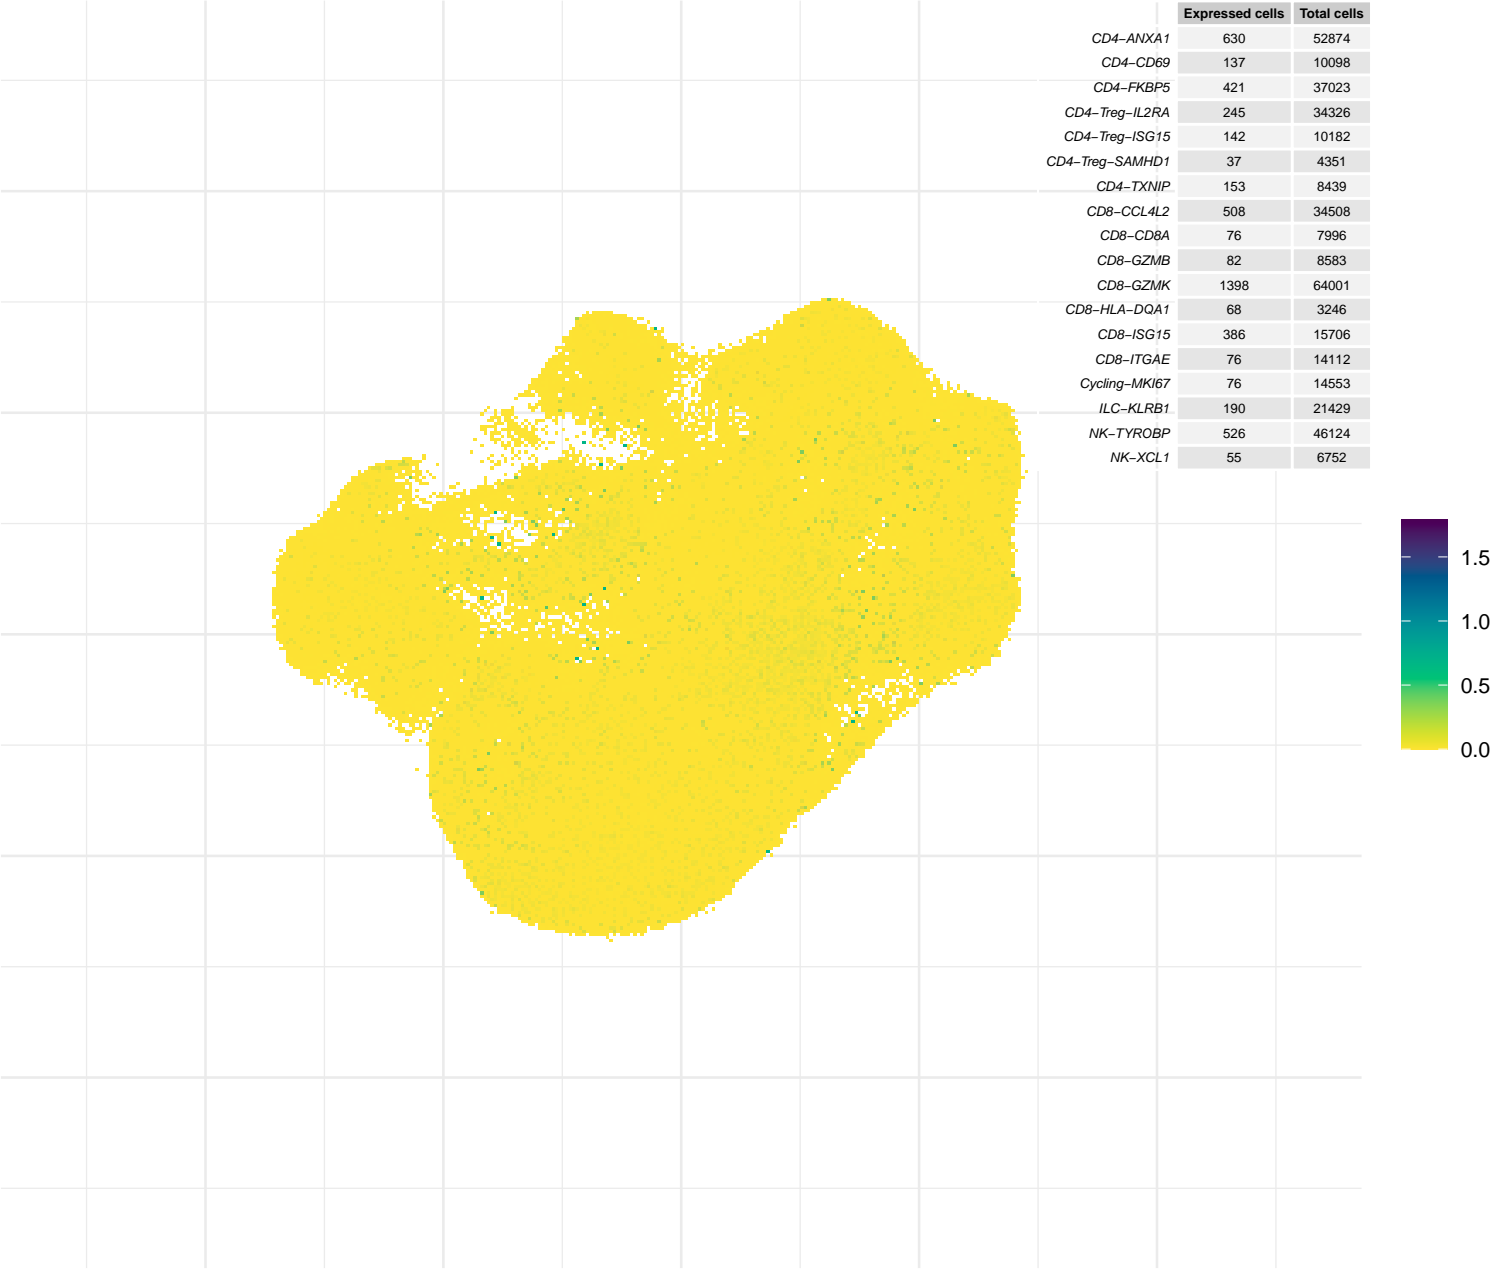 Expressed cells Total cells
CD4−ANXA1 630 52874
CD4−CD69 137 10098
CD4−FKBP5 421 37023
CD4−Treg−IL2RA 245 34326
CD4−Treg−ISG15 142 10182
CD4−Treg−SAMHD1 37 4351
CD4−TXNIP 153 8439
CD8−CCL4L2 508 34508
CD8−CD8A 76 7996
CD8−GZMB 82 8583
CD8−GZMK 1398 64001
CD8−HLA−DQA1 68 3246
CD8−ISG15 386 15706
CD8−ITGAE 76 14112
Cycling−MKI67 76 14553
ILC−KLRB1 190 21429
NK−TYROBP 526 46124
NK−XCL1 55 6752
1.5
1.0
0.5
0.0